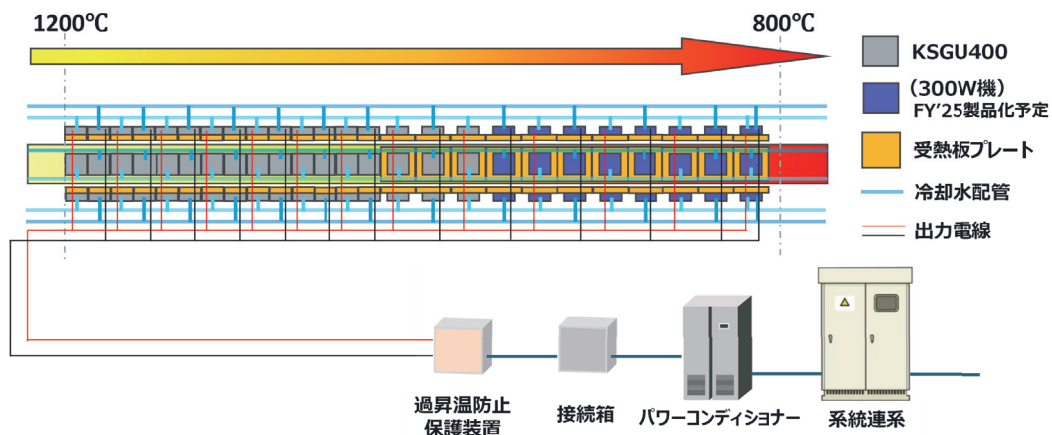 1200℃
800℃
KSGU400
(300W機)
FY'25製品化予定
受熱板プレート
冷却水配管
出力電線
過昇温防止
保護装置
接続箱
パワーコンディショナー
系統連系